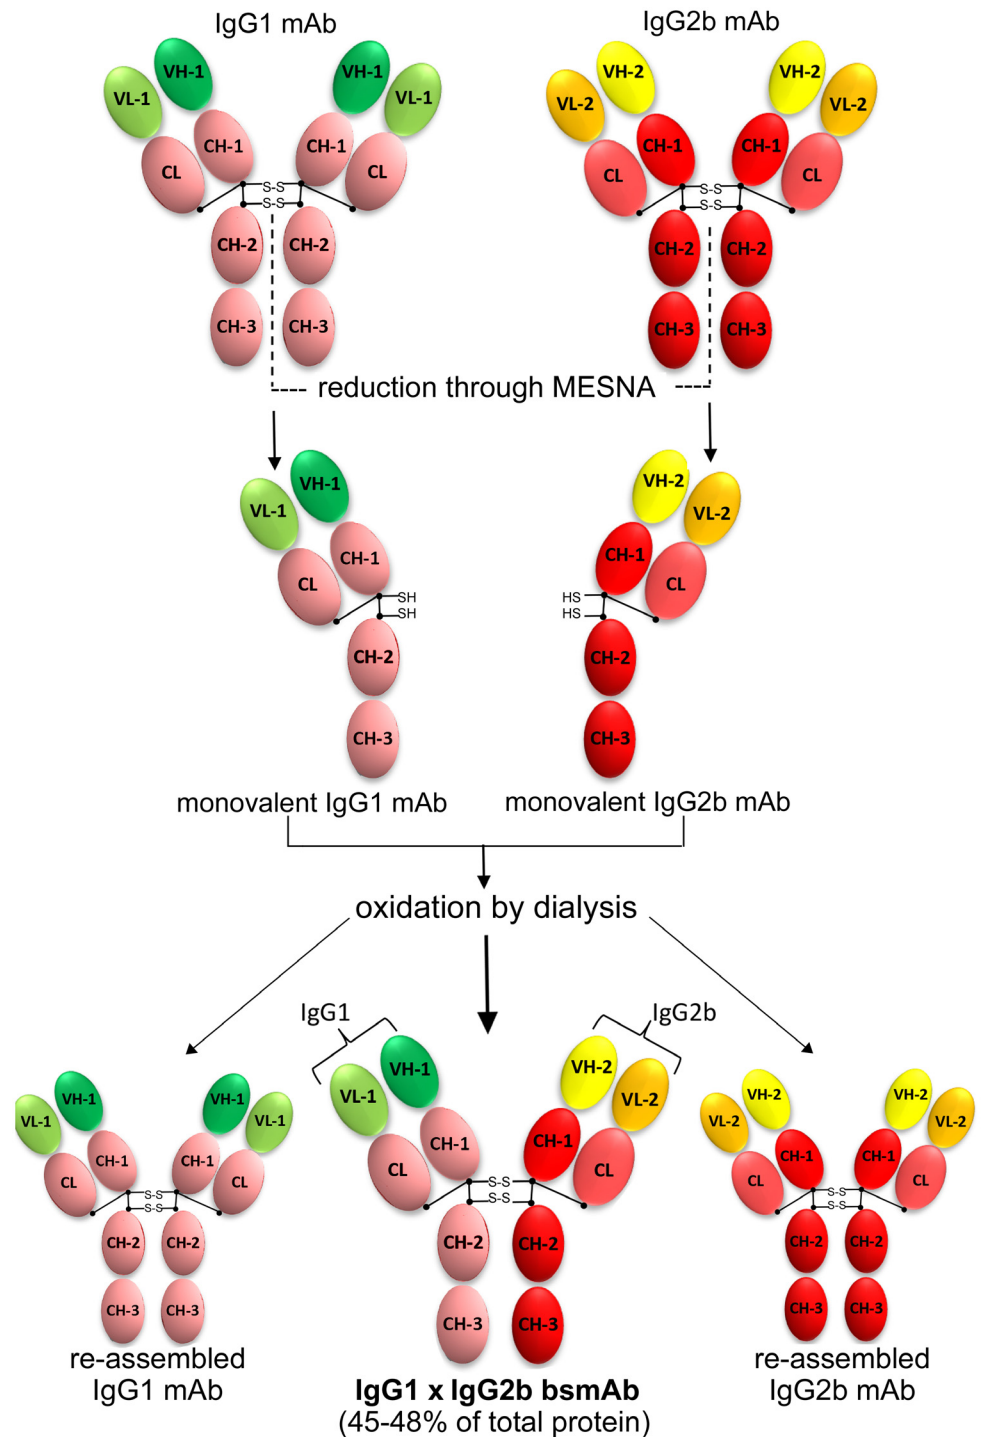 IgG1 mAb
IgG2b mAb
VH-1
VH-1
VL-1
VL-1
CH-1
CH-1
CL
CL
S-S
S-S
CH-2
CH-2
CH-3
CH-3
VH-2
VH-2
VL-2
VL-2
CH-1
CH-1
CL
CL
S-S
S-S
CH-2
CH-2
CH-3
CH-3
reduction through MESNA
VH-1
VL-1
CH-1
CL
SH
SH
CH-2
CH-3
VH-2
VL-2
CH-1
CL
HS
HS
CH-2
CH-3
monovalent IgG1 mAb
monovalent IgG2b mAb
oxidation by dialysis
IgG1
IgG2b
VH-1
VH-1
VL-1
VL-1
CH-1
CH-1
CL
CL
S-S
S-S
CH-2
CH-2
CH-3
CH-3
re-assembled
IgG1 mAb
VH-1
VH-2
VL-1
VL-2
CH-1
CH-1
CL
CL
S-S
S-S
CH-2
CH-2
CH-3
CH-3
IgG1 x IgG2b bsmAb
(45-48% of total protein)
VH-2
VH-2
VL-2
VL-2
CH-1
CH-1
CL
CL
S-S
S-S
CH-2
CH-2
CH-3
CH-3
re-assembled
IgG2b mAb